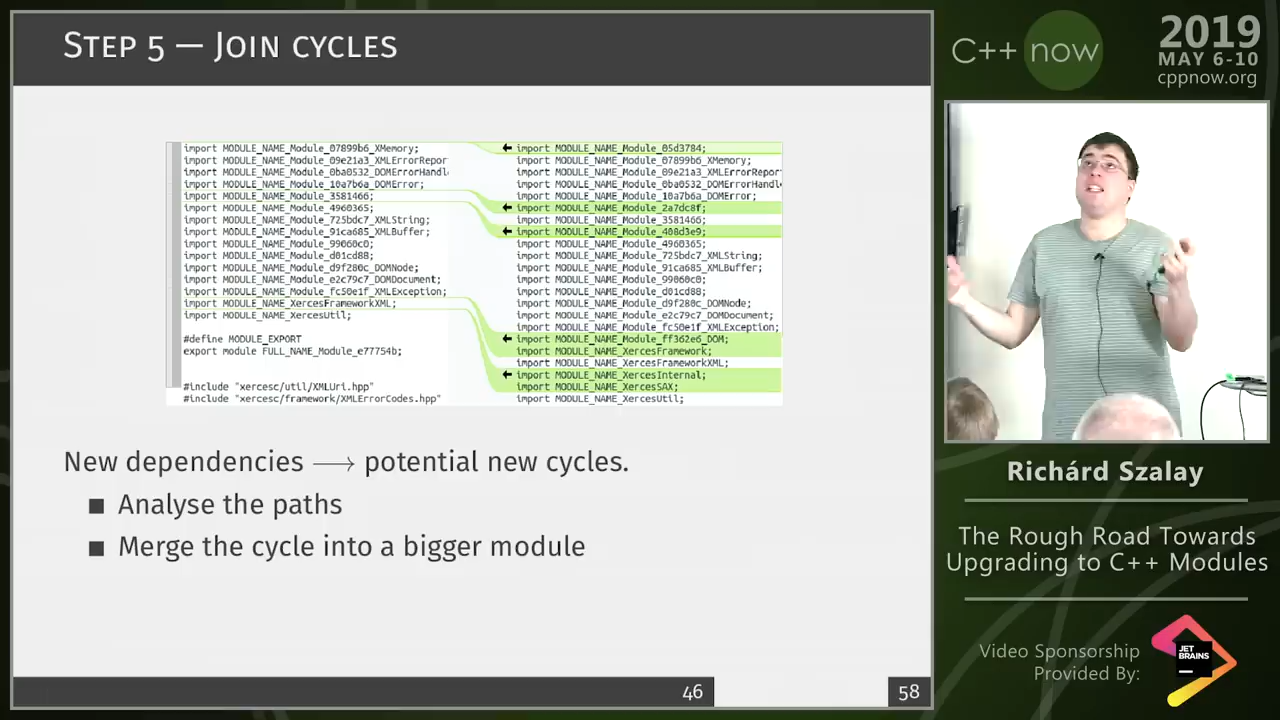 STEP 5 — JOIN CYCLES
import MODULE_NAME_Module_07899b6_XMemory;
import MODULE_NAME_Module_09e21a3_XMLErrorRepor
import MODULE_NAME_Module_0ba0532_DOMErrorHandl
import MODULE_NAME_Module_10a7b6a_DOMError;
import MODULE_NAME_Module_3581466;
import MODULE_NAME_Module_4960365;
import MODULE_NAME_Module_725bdc7_XMLString;
import MODULE_NAME_Module_91ca685_XMLBuffer;
import MODULE_NAME_Module_99060c0;
import MODULE_NAME_Module_d01cd88;
import MODULE_NAME_Module_d9f280c_DOMNode;
import MODULE_NAME_Module_e2c79c7_DOMDocument;
import MODULE_NAME_Module_fc50e1f_XMLException;
import MODULE_NAME_XercesFrameworkXML;
import MODULE_NAME_XercesUtil;
#define MODULE_EXPORT
export module FULL_NAME_Module_e77754b;
#include "xercesc/util/XMLUri.hpp"
#include "xercesc/framework/XMLErrorCodes.hpp"
import MODULE_NAME_Module_05d3784;
import MODULE_NAME_Module_07899b6_XMemory;
import MODULE_NAME_Module_09e21a3_XMLErrorRepor
import MODULE_NAME_Module_0ba0532_DOMErrorHandl
import MODULE_NAME_Module_10a7b6a_DOMError;
import MODULE_NAME_Module_2a7dc8f;
import MODULE_NAME_Module_3581466;
import MODULE_NAME_Module_408d3e9;
import MODULE_NAME_Module_4960365;
import MODULE_NAME_Module_725bdc7_XMLString;
import MODULE_NAME_Module_91ca685_XMLBuffer;
import MODULE_NAME_Module_99060c0;
import MODULE_NAME_Module_d01cd88;
import MODULE_NAME_Module_d9f280c_DOMNode;
import MODULE_NAME_Module_e2c79c7_DOMDocument;
import MODULE_NAME_Module_fc50e1f_XMLException;
import MODULE_NAME_Module_ff362e6_DOM;
import MODULE_NAME_XercesFramework;
import MODULE_NAME_XercesFrameworkXML;
import MODULE_NAME_XercesInternal;
import MODULE_NAME_XercesSAX;
import MODULE_NAME_XercesUtil;
New dependencies ⟶ potential new cycles.
■ Analyse the paths
■ Merge the cycle into a bigger module
46
58
C++ now
2019
MAY 6-10
cppnow.org
Richárd Szalay
The Rough Road Towards
Upgrading to C++ Modules
Video Sponsorship
Provided By:
JET
BRAINS